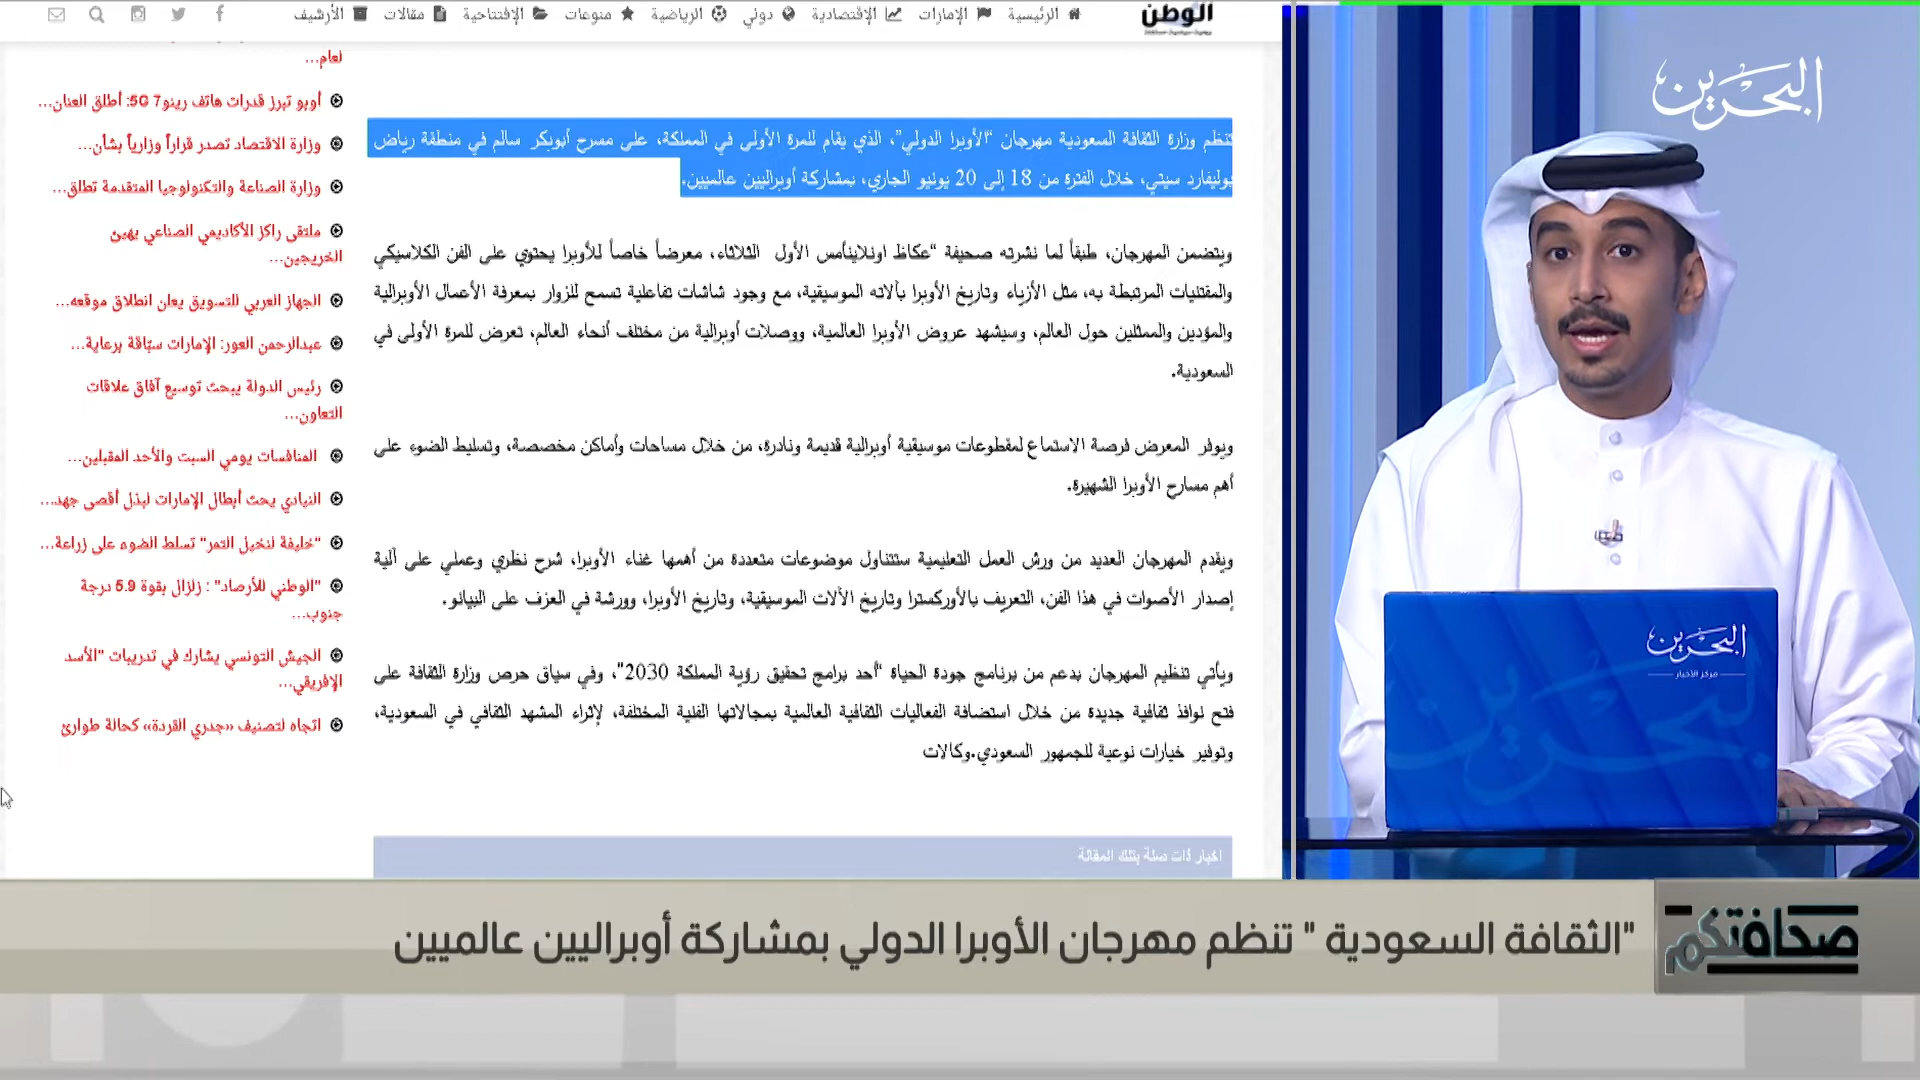 الوطن
الرئيسية
الإمارات
الإقتصادية
دولي
الرياضية
منوعات
الإفتتاحية
مقالات
الأرشيف
البحرين
تنظم وزارة الثقافة السعودية مهرجان "الأوبرا الدولي"، الذي يقام للمرة الأولى في المملكة، على مسرح أبوبكر سالم في منطقة رياض
بوليفارد سيتي، خلال الفترة من 18 إلى 20 يونيو الجاري، بمشاركة أوبراليين عالميين.
ويتضمن المهرجان، طبقاً لما نشرته صحيفة "عكاظ اونلاينأمس الأول الثلاثاء، معرضاً خاصاً للأوبرا يحتوي على الفن الكلاسيكي
والمقتنيات المرتبطة به، مثل الأزياء وتاريخ الأوبرا بآلاته الموسيقية، مع وجود شاشات تفاعلية تسمح للزوار بمعرفة الأعمال الأوبرالية
والمؤدين والممثلين حول العالم، وسيشهد عروض الأوبرا العالمية، ووصلات أوبرالية من مختلف أنحاء العالم، تعرض للمرة الأولى في
السعودية.
ويوفر المعرض فرصة الاستماع لمقطوعات موسيقية أوبرالية قديمة ونادرة، من خلال مساحات وأماكن مخصصة، وتسليط الضوء على
أهم مسارح الأوبرا الشهيرة.
ويقدم المهرجان العديد من ورش العمل التعليمية ستتناول موضوعات متعددة من أهمها غناء الأوبرا، شرح نظري وعملي على آلية
إصدار الأصوات في هذا الفن، التعريف بالأوركسترا وتاريخ الآلات الموسيقية، وتاريخ الأوبرا، وورشة في العزف على البيانو.
ويأتي تنظيم المهرجان بدعم من برنامج جودة الحياة "أحد برامج تحقيق رؤية المملكة 2030"، وفي سياق حرص وزارة الثقافة على
فتح نوافذ ثقافية جديدة من خلال استضافة الفعاليات الثقافية العالمية بمجالاتها الفنية المختلفة، لإثراء المشهد الثقافي في السعودية،
وتوفير خيارات نوعية للجمهور السعودي.وكالات
اخبار ذات صلة بتلك المقالة
لعام...
أوبو تبرز قدرات هاتف رينو7 5G: أطلق العنان...
وزارة الاقتصاد تصدر قراراً وزارياً بشأن...
وزارة الصناعة والتكنولوجيا المتقدمة تطلق...
ملتقى راكز الأكاديمي الصناعي يهيئ
الخريجين...
الجهاز العربي للتسويق يعلن انطلاق موقعه...
عبدالرحمن العور: الإمارات سبّاقة برعاية...
رئيس الدولة يبحث توسيع آفاق علاقات
التعاون...
المنافسات يومي السبت والأحد المقبلين...
النيادي يحث أبطال الإمارات لبذل أقصى جهد...
"خليفة لنخيل التمر" تسلط الضوء على زراعة...
"الوطني للأرصاد" : زلزال بقوة 5.9 درجة
جنوب...
الجيش التونسي يشارك في تدريبات "الأسد
الإفريقي...
اتجاه لتصنيف «جدري القردة» كحالة طوارئ
البحرين
مركز الأخبار
صحافتكم
"الثقافة السعودية " تنظم مهرجان الأوبرا الدولي بمشاركة أوبراليين عالميين